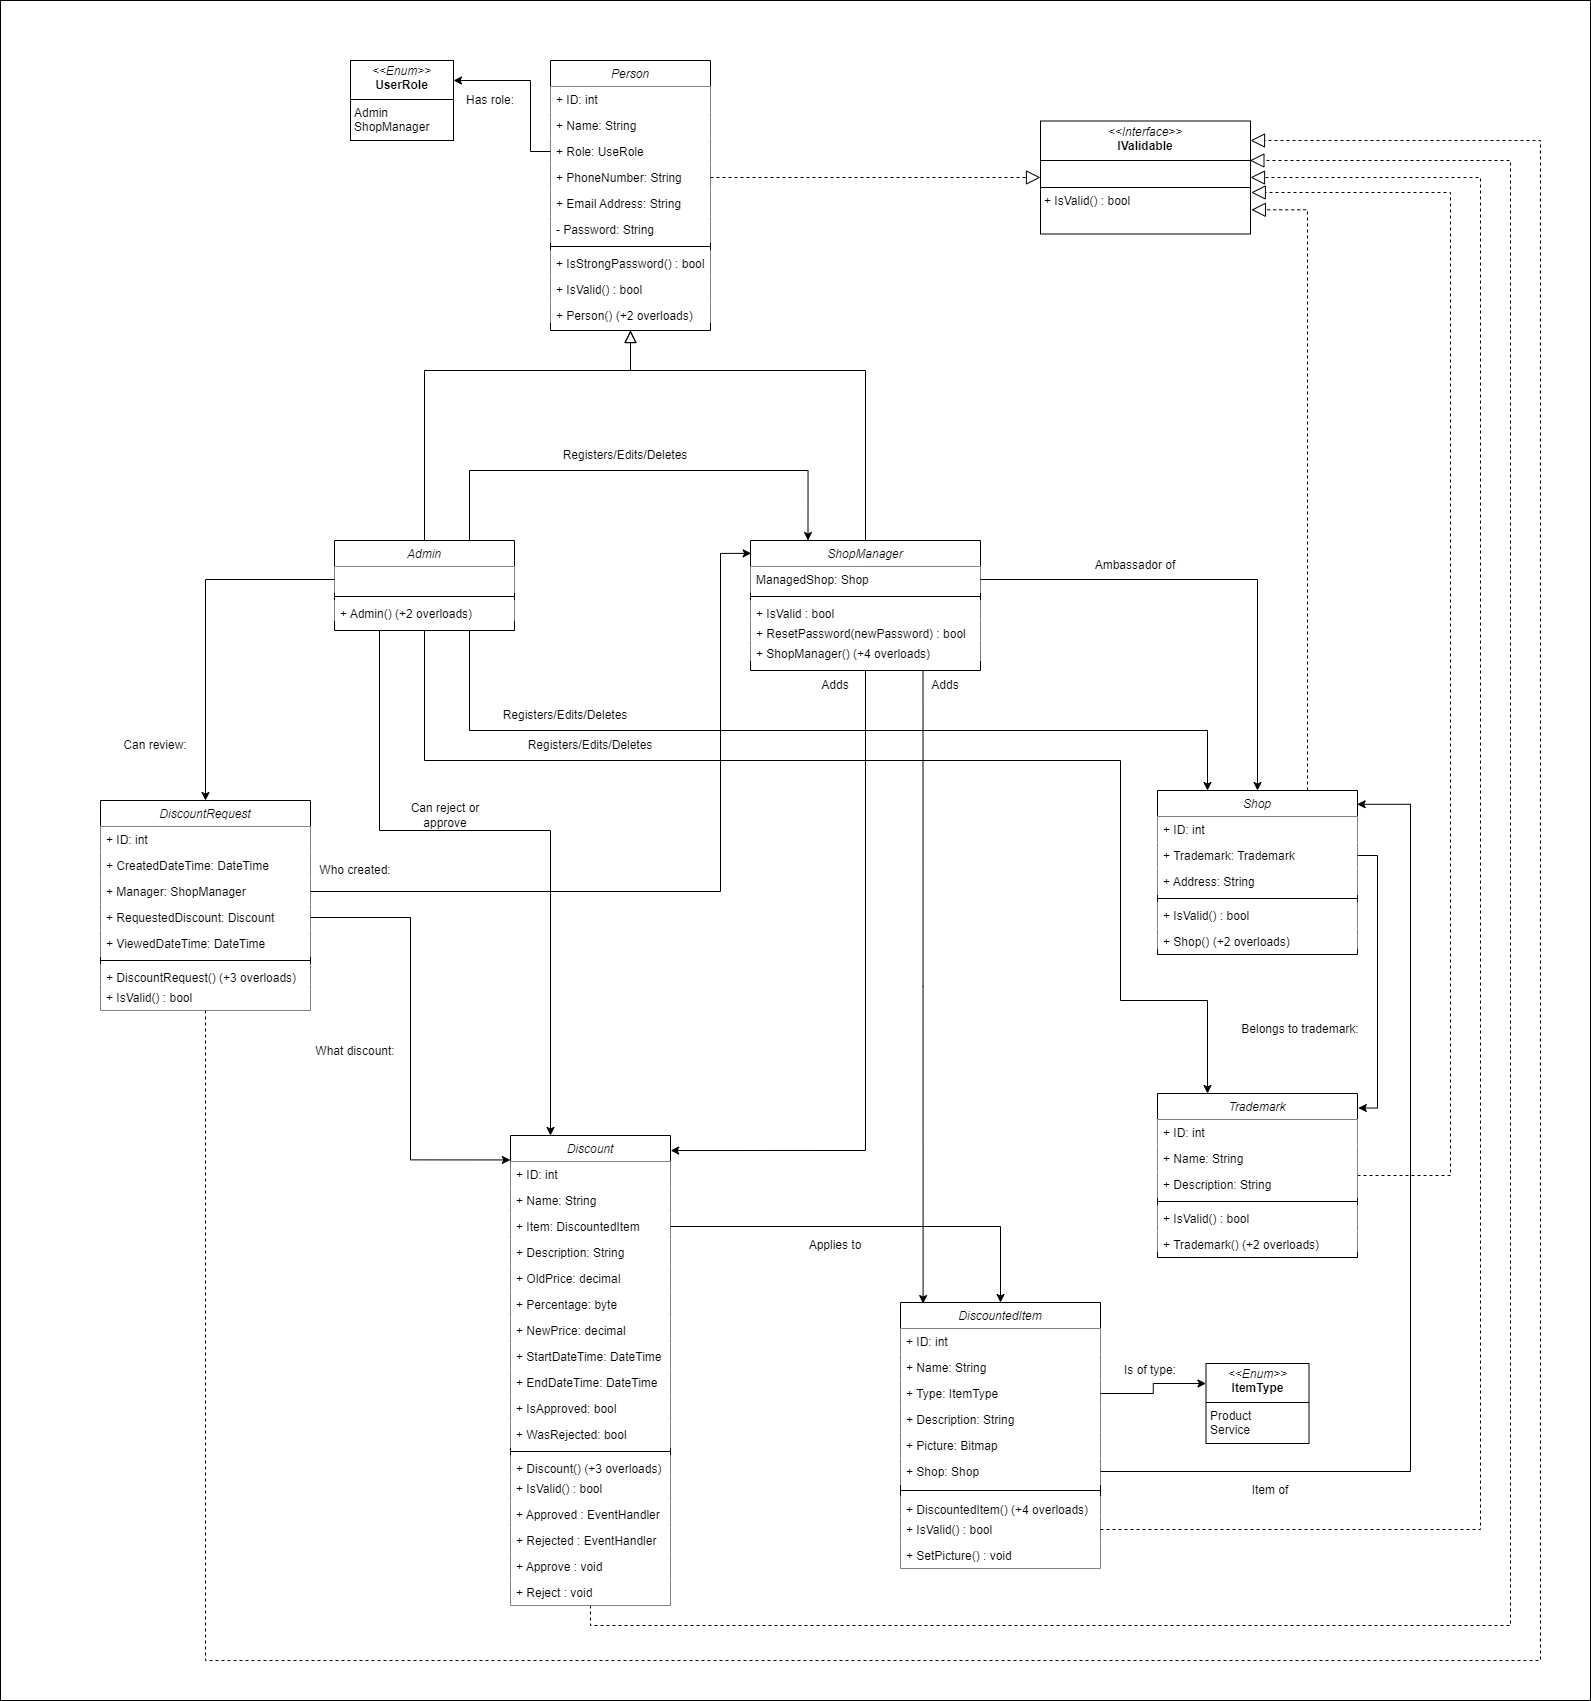 <<Enum>>
UserRole
Admin
ShopManager
Has role:
Person
+ ID: int
+ Name: String
+ Role: UseRole
+ PhoneNumber: String
+ Email Address: String
- Password: String
+ IsStrongPassword() : bool
+ IsValid() : bool
+ Person() (+2 overloads)
<<Interface>>
IValidable
+ IsValid() : bool
Registers/Edits/Deletes
Admin
+ Admin() (+2 overloads)
ShopManager
ManagedShop: Shop
+ IsValid : bool
+ ResetPassword(newPassword) : bool
+ ShopManager() (+4 overloads)
Ambassador of
Adds
Adds
Registers/Edits/Deletes
Registers/Edits/Deletes
Can review:
Can reject or
approve
DiscountRequest
+ ID: int
+ CreatedDateTime: DateTime
+ Manager: ShopManager
+ RequestedDiscount: Discount
+ ViewedDateTime: DateTime
+ DiscountRequest() (+3 overloads)
+ IsValid() : bool
Who created:
What discount:
Shop
+ ID: int
+ Trademark: Trademark
+ Address: String
+ IsValid() : bool
+ Shop() (+2 overloads)
Belongs to trademark:
Trademark
+ ID: int
+ Name: String
+ Description: String
+ IsValid() : bool
+ Trademark() (+2 overloads)
Discount
+ ID: int
+ Name: String
+ Item: DiscountedItem
+ Description: String
+ OldPrice: decimal
+ Percentage: byte
+ NewPrice: decimal
+ StartDateTime: DateTime
+ EndDateTime: DateTime
+ IsApproved: bool
+ WasRejected: bool
+ Discount() (+3 overloads)
+ IsValid() : bool
+ Approved : EventHandler
+ Rejected : EventHandler
+ Approve : void
+ Reject : void
Applies to
DiscountedItem
+ ID: int
+ Name: String
+ Type: ItemType
+ Description: String
+ Picture: Bitmap
+ Shop: Shop
+ DiscountedItem() (+4 overloads)
+ IsValid() : bool
+ SetPicture() : void
Is of type:
<<Enum>>
ItemType
Product
Service
Item of